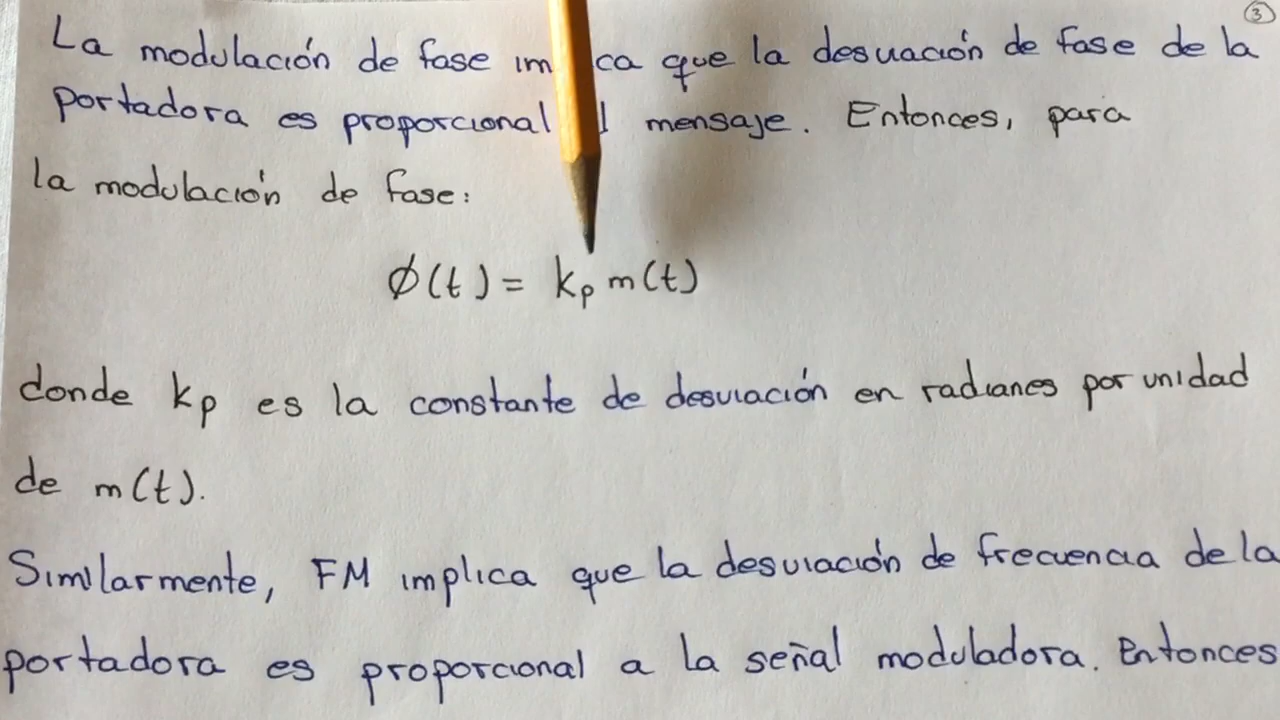 3
La modulación de fase im ca que la desviación de fase de la
portadora es proporcional l mensaje. Entonces, para
la modulación de fase:
φ(t) = kp m(t)
donde kp es la constante de desviación en radianes por unidad
de m(t).
Similarmente, FM implica que la desviación de frecuencia de la
portadora es proporcional a la señal moduladora. Entonces